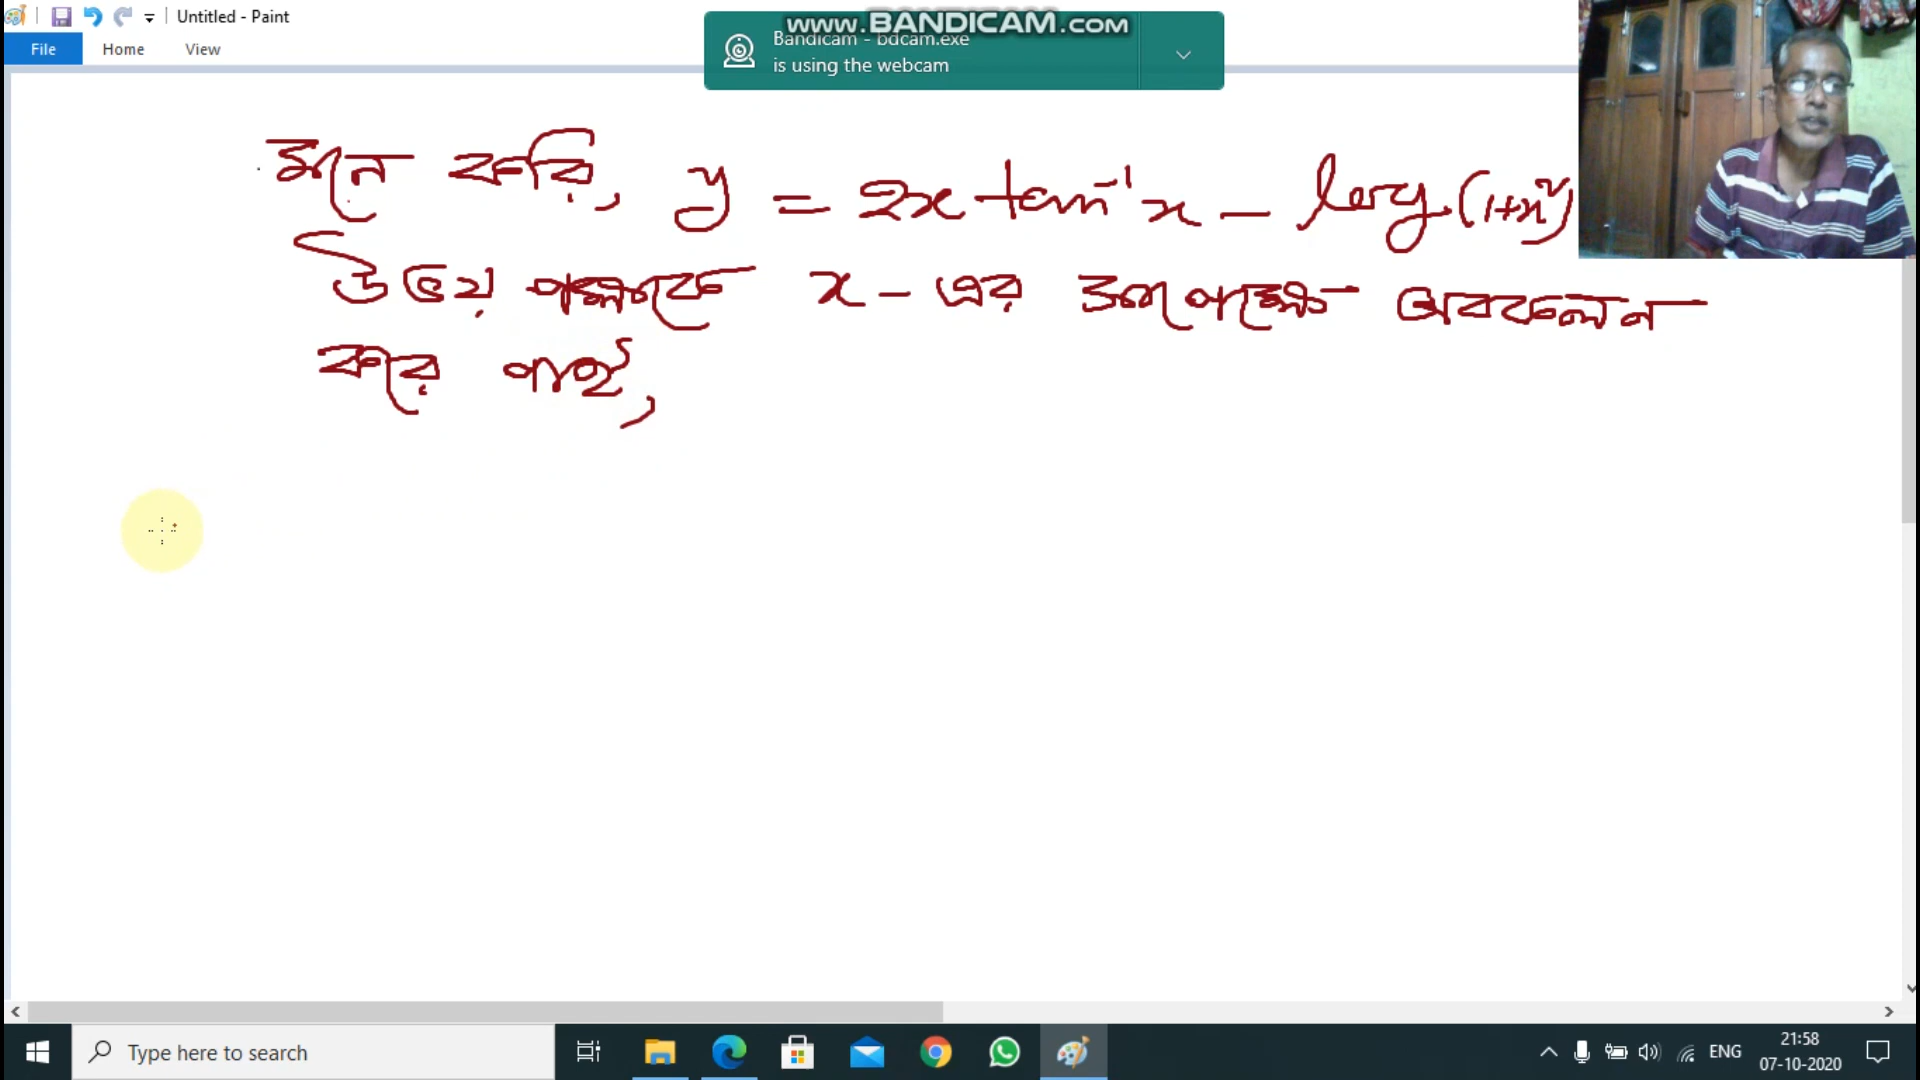 Untitled - Paint
www.BANDICAM.com
Bandicam - bdcam.exe
is using the webcam
File Home View
মনে করি, y = 2x tan⁻¹x - log(1+x²)
উভয় পক্ষকে x - এর সাপেক্ষে অবকলন
করে পাই,
Type here to search
ENG
21:58
07-10-2020